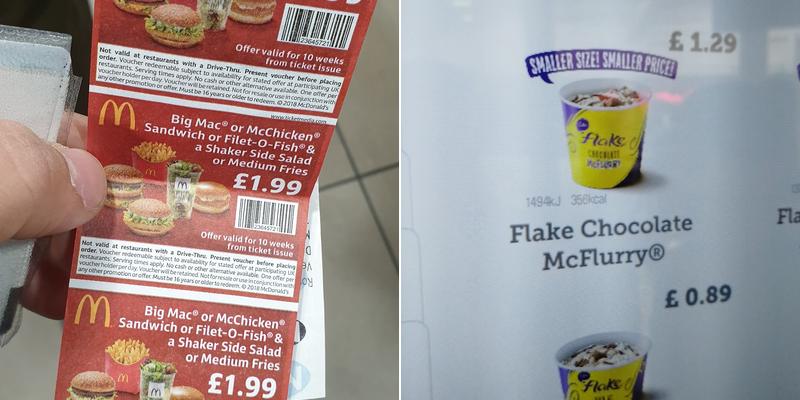 23645721
Offer valid for 10 weeks
from ticket issue
Not valid at restaurants with a Drive-Thru. Present voucher before placing
order. Voucher redeemable subject to availability for stated offer at participating UK
restaurants. Serving times apply. No cash or other alternative available. One offer per
voucher holder per day. Voucher will be retained. Not for resale or use in conjunction with
any other promotion or offer. Must be 16 years or older to redeem. © 2018 McDonald's
www.ticketmedia.com
Big Mac® or McChicken®
Sandwich or Filet-O-Fish® &
a Shaker Side Salad
or Medium Fries
£1.99
23645721
Offer valid for 10 weeks
from ticket issue
Not valid at restaurants with a Drive-Thru. Present voucher before placing
order. Voucher redeemable subject to availability for stated offer at participating UK
restaurants. Serving times apply. No cash or other alternative available. One offer per
voucher holder per day. Voucher will be retained. Not for resale or use in conjunction with
any other promotion or offer. Must be 16 years or older to redeem. © 2018 McDonald's
Big Mac® or McChicken®
Sandwich or Filet-O-Fish® &
a Shaker Side Salad
or Medium Fries
£1.99
£ 1.29
SMALLER SIZE! SMALLER PRICE!
Flake
CHOCOLATE
McFLURRY
1494kJ 356kcal
Flake Chocolate
McFlurry®
Fla
£ 0.89
Flake